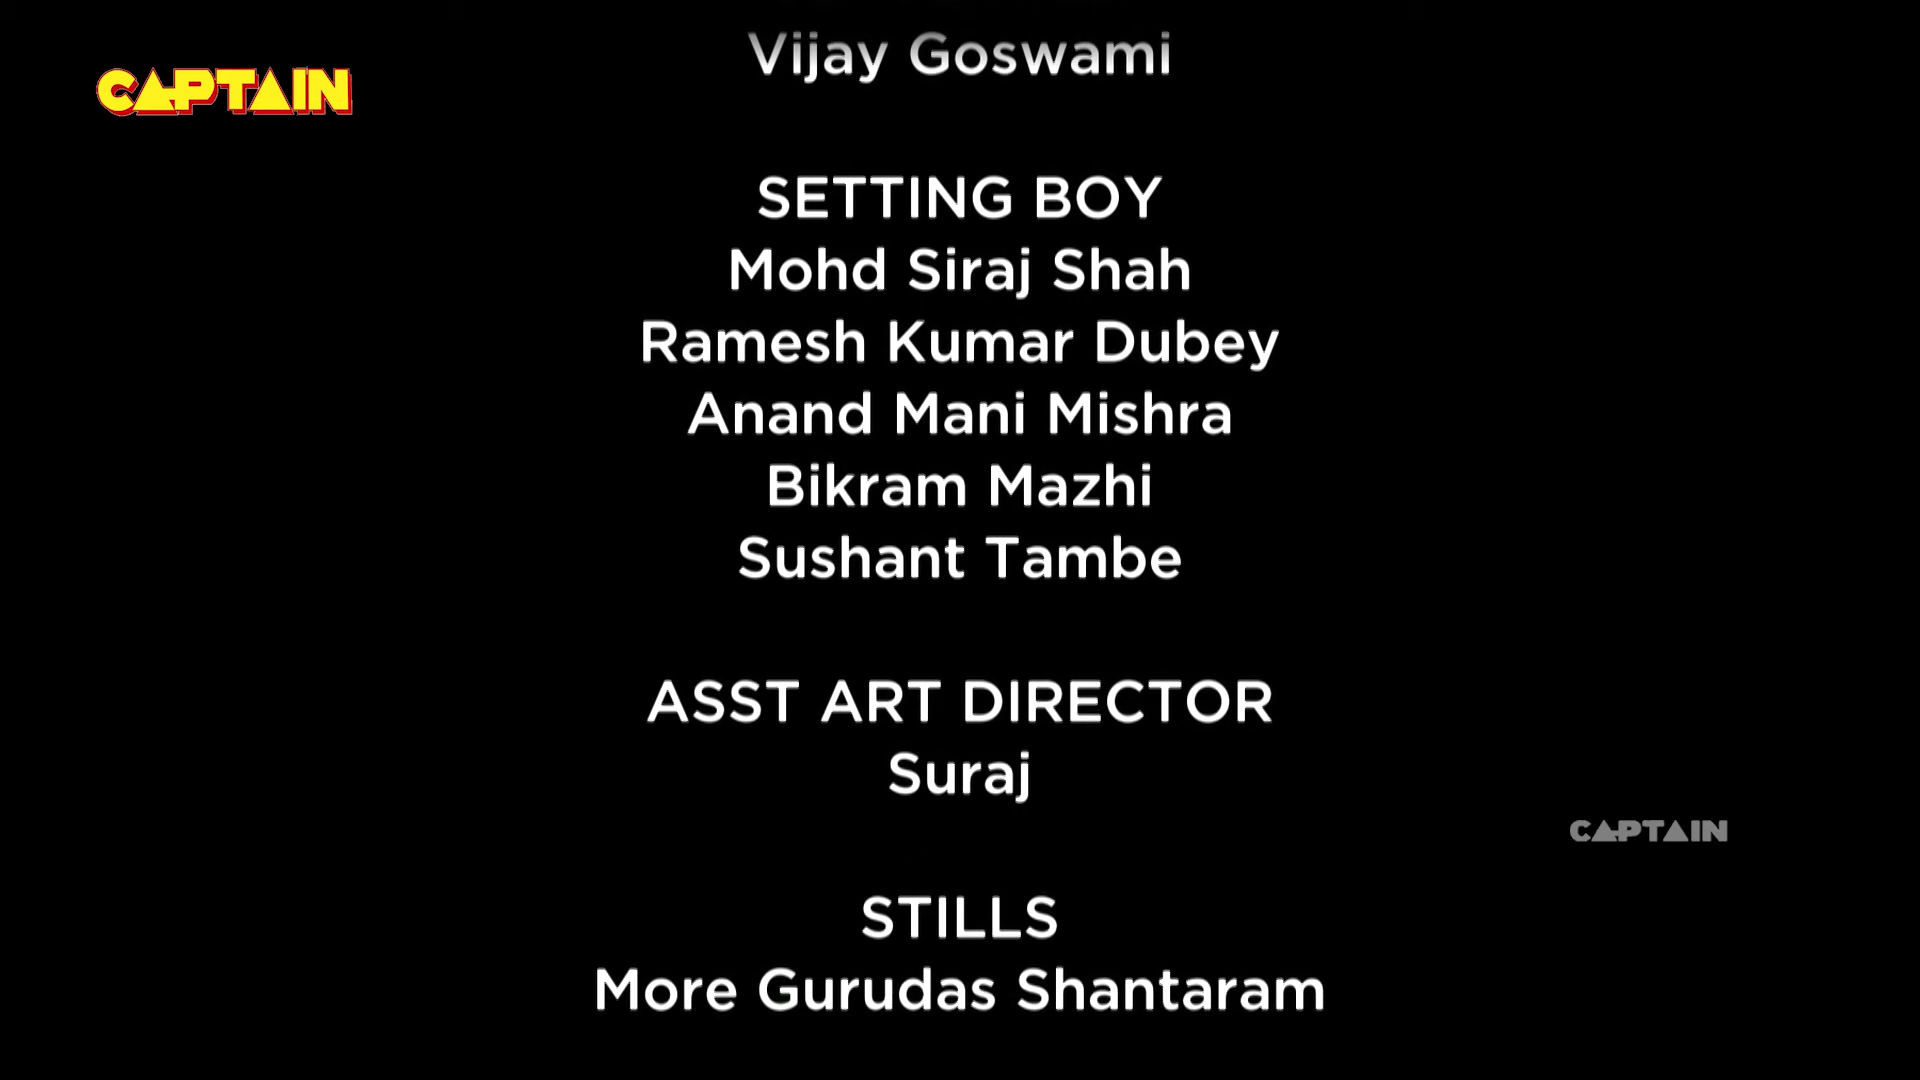 Vijay Goswami
CAPTAIN
SETTING BOY
Mohd Siraj Shah
Ramesh Kumar Dubey
Anand Mani Mishra
Bikram Mazhi
Sushant Tambe
ASST ART DIRECTOR
Suraj
CAPTAIN
STILLS
More Gurudas Shantaram